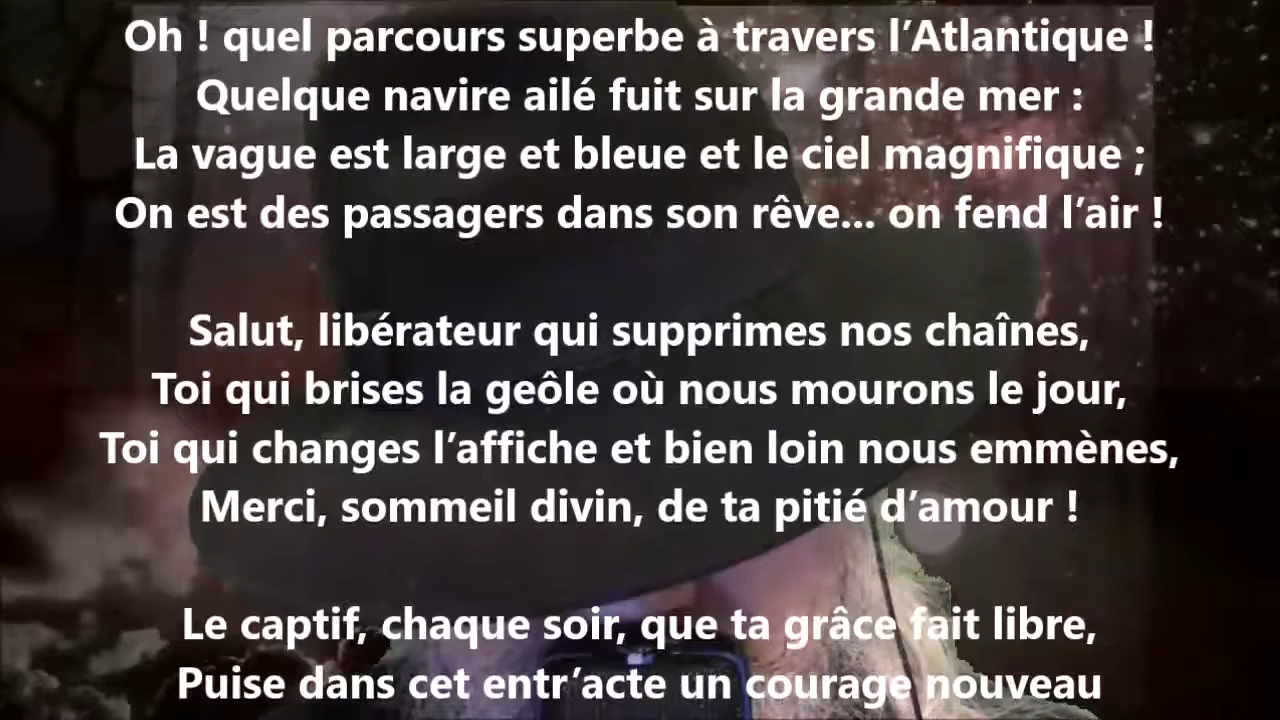 Oh ! quel parcours superbe à travers l’Atlantique !
Quelque navire ailé fuit sur la grande mer :
La vague est large et bleue et le ciel magnifique ;
On est des passagers dans son rêve... on fend l’air !
Salut, libérateur qui supprimes nos chaînes,
Toi qui brises la geôle où nous mourons le jour,
Toi qui changes l’affiche et bien loin nous emmènes,
Merci, sommeil divin, de ta pitié d’amour !
Le captif, chaque soir, que ta grâce fait libre,
Puise dans cet entr’acte un courage nouveau